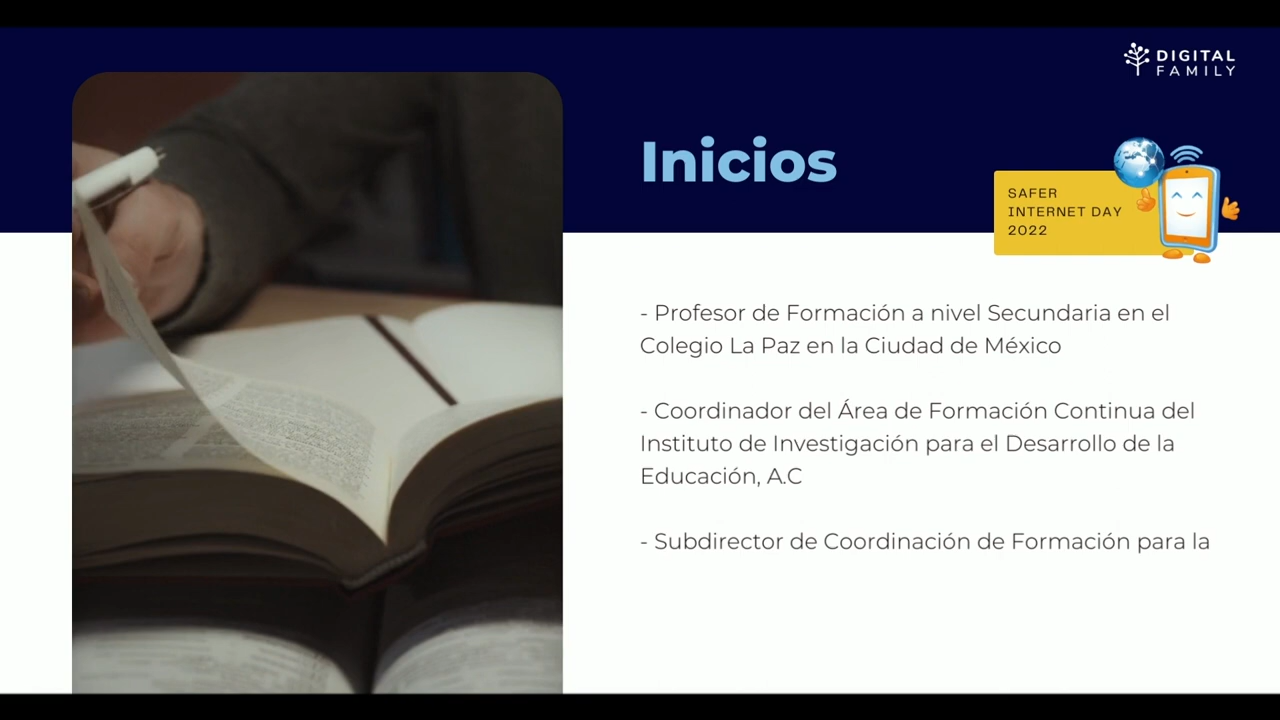 DIGITAL
FAMILY
Inicios
SAFER
INTERNET DAY
2022
- Profesor de Formación a nivel Secundaria en el
Colegio La Paz en la Ciudad de México
- Coordinador del Área de Formación Continua del
Instituto de Investigación para el Desarrollo de la
Educación, A.C
- Subdirector de Coordinación de Formación para la